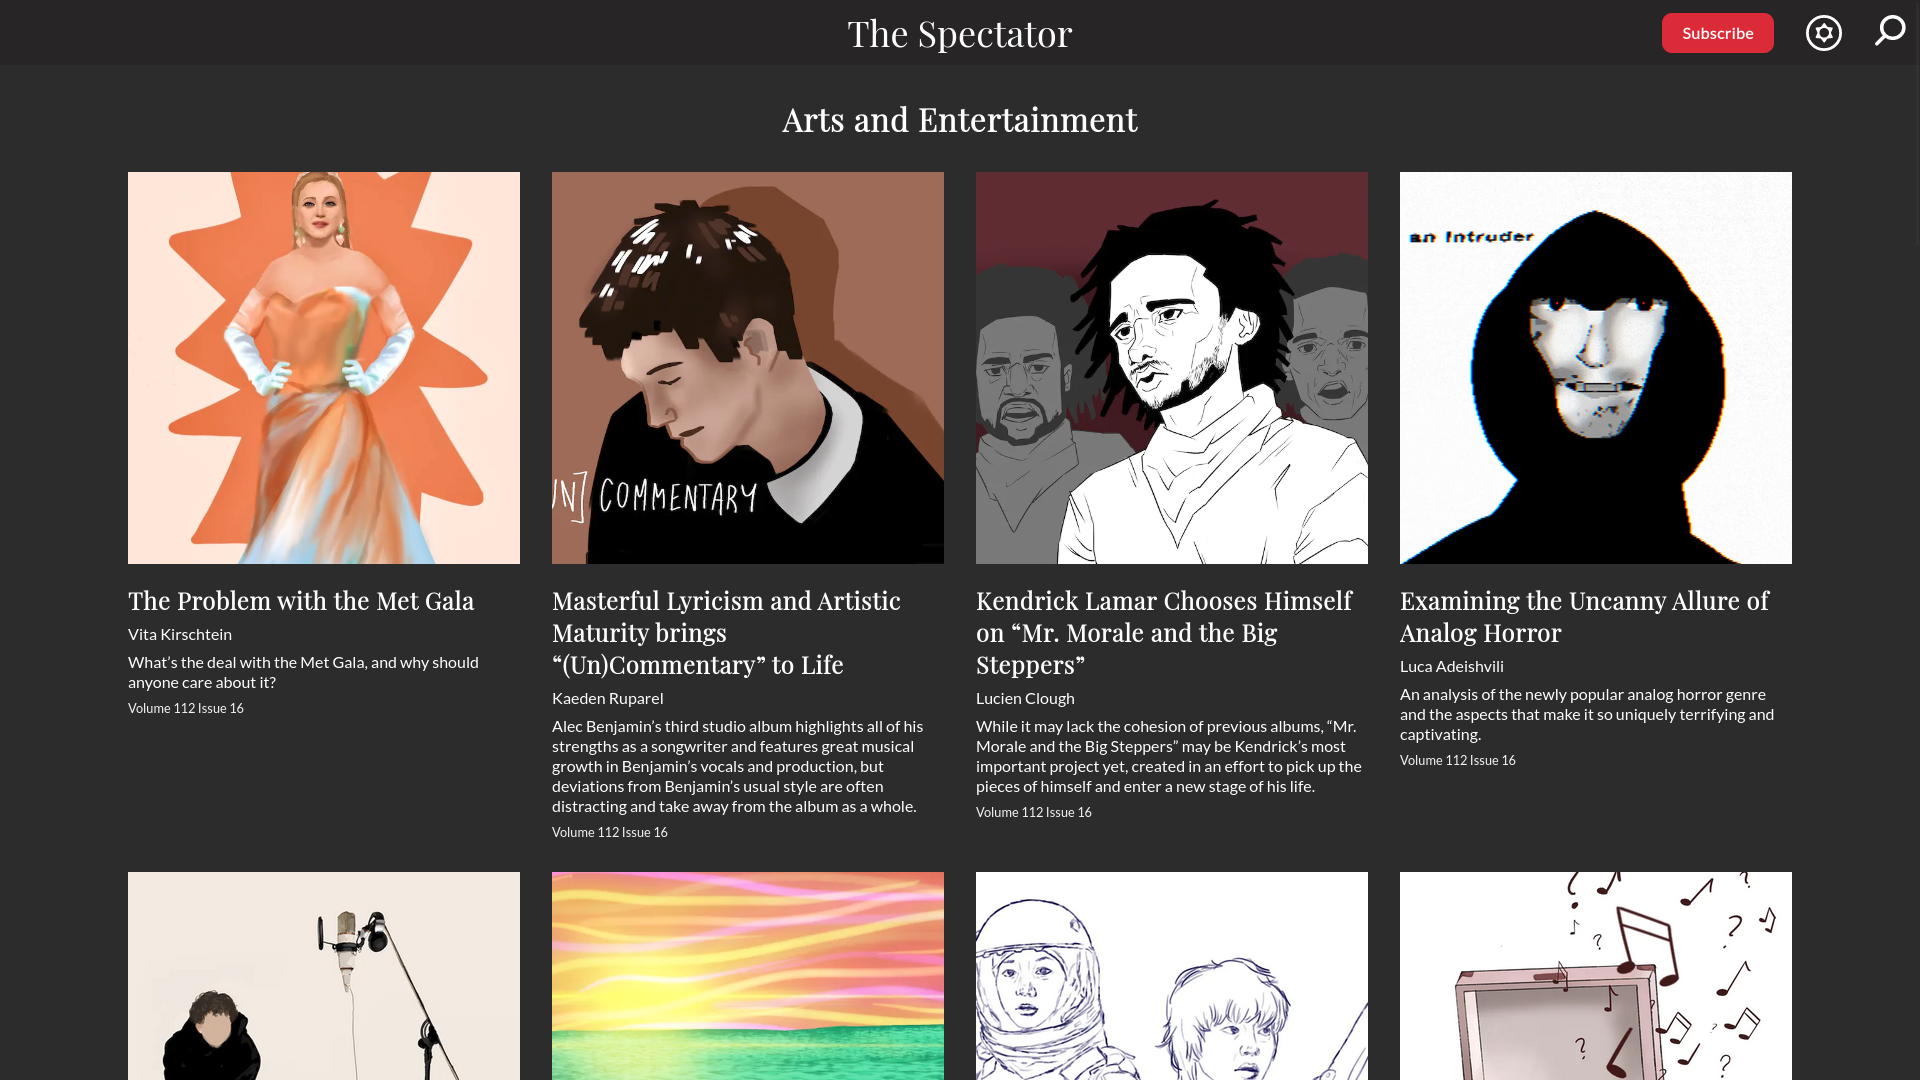 The Spectator
Subscribe
Arts and Entertainment
an Intruder
[UN] COMMENTARY
The Problem with the Met Gala
Vita Kirschtein
What’s the deal with the Met Gala, and why should
anyone care about it?
Volume 112 Issue 16
Masterful Lyricism and Artistic
Maturity brings
“(Un)Commentary” to Life
Kaeden Ruparel
Alec Benjamin’s third studio album highlights all of his
strengths as a songwriter and features great musical
growth in Benjamin’s vocals and production, but
deviations from Benjamin’s usual style are often
distracting and take away from the album as a whole.
Volume 112 Issue 16
Kendrick Lamar Chooses Himself
on “Mr. Morale and the Big
Steppers”
Lucien Clough
While it may lack the cohesion of previous albums, “Mr.
Morale and the Big Steppers” may be Kendrick’s most
important project yet, created in an effort to pick up the
pieces of himself and enter a new stage of his life.
Volume 112 Issue 16
Examining the Uncanny Allure of
Analog Horror
Luca Adeishvili
An analysis of the newly popular analog horror genre
and the aspects that make it so uniquely terrifying and
captivating.
Volume 112 Issue 16